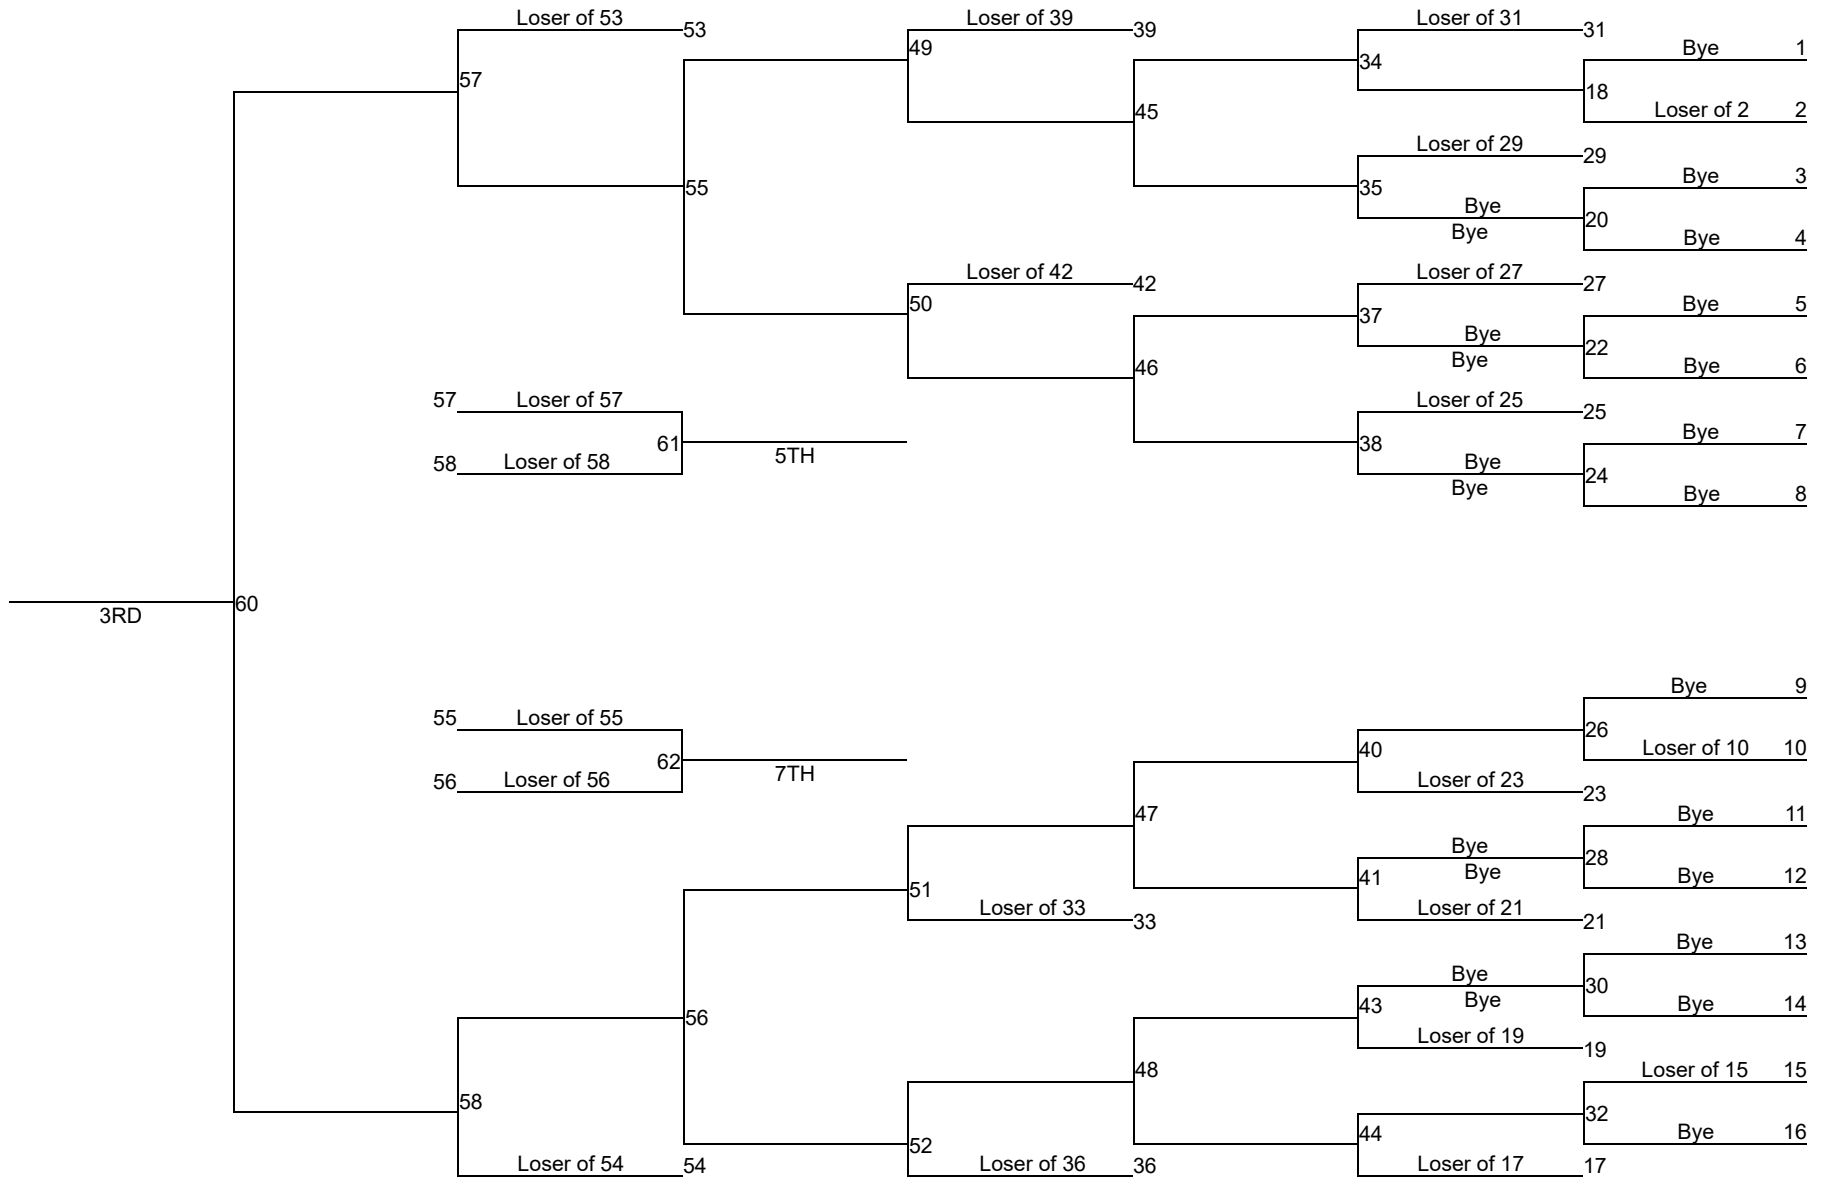 Loser of 53 53 Loser of 39 39 Loser of 31 31
57 49 34 Bye 1
18
45 Loser of 2 2
Loser of 29 29
55 35 Bye 3
Bye 20
Bye Bye 4
Loser of 42 42 Loser of 27 27
50 37 Bye 5
Bye 22
Bye
46 Bye 6
57 Loser of 57 Loser of 25 25
61 5TH 38 Bye 7
58 Loser of 58 Bye 24
Bye Bye 8
60
3RD
Bye 9
55 Loser of 55 26
62 7TH 40 Loser of 10 10
56 Loser of 56 Loser of 23 23
47 Bye 11
Bye 28
Bye
51 41 Bye 12
Loser of 33 33 Loser of 21 21
Bye 13
Bye 30
Bye
56 43 Bye 14
Loser of 19 19
48 Loser of 15 15
58 32
52 44 Bye 16
Loser of 54 54 Loser of 36 36 Loser of 17 17